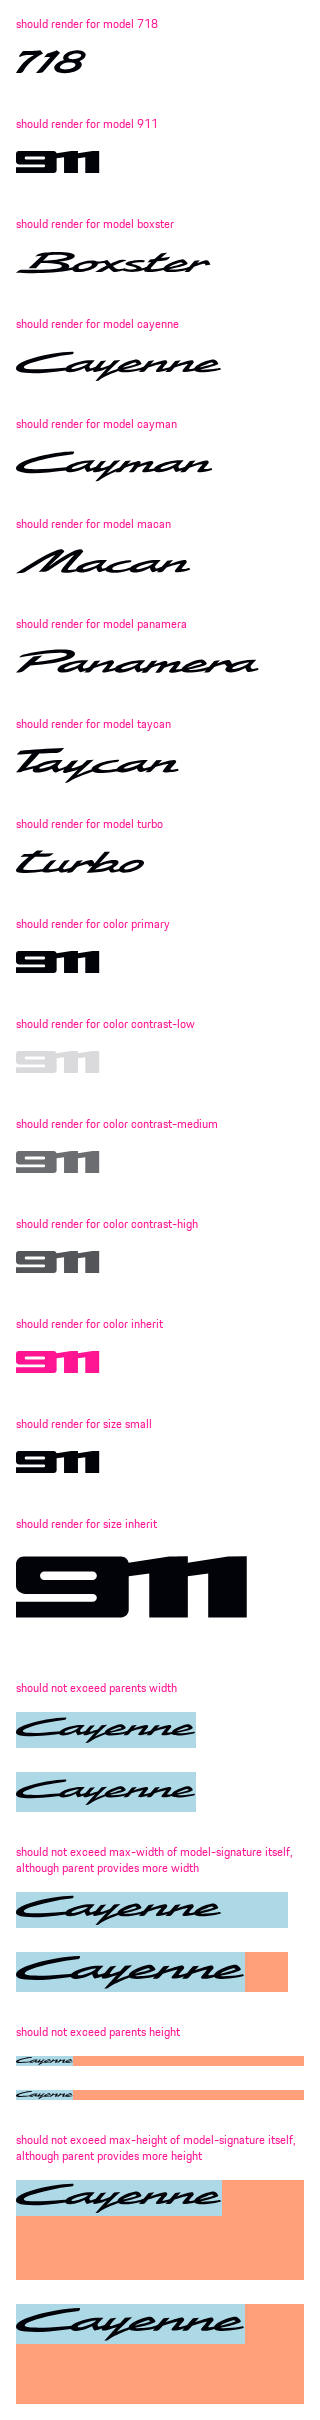 should render for model 718
718
should render for model 911
911
should render for model boxster
Boxster
should render for model cayenne
Cayenne
should render for model cayman
Cayman
should render for model macan
Macan
should render for model panamera
Panamera
should render for model taycan
Taycan
should render for model turbo
turbo
should render for color primary
911
should render for color contrast-low
911
should render for color contrast-medium
911
should render for color contrast-high
911
should render for color inherit
911
should render for size small
911
should render for size inherit
911
should not exceed parents width
Cayenne
Cayenne
should not exceed max-width of model-signature itself,
although parent provides more width
Cayenne
Cayenne
should not exceed parents height
Cayenne
Cayenne
should not exceed max-height of model-signature itself,
although parent provides more height
Cayenne
Cayenne